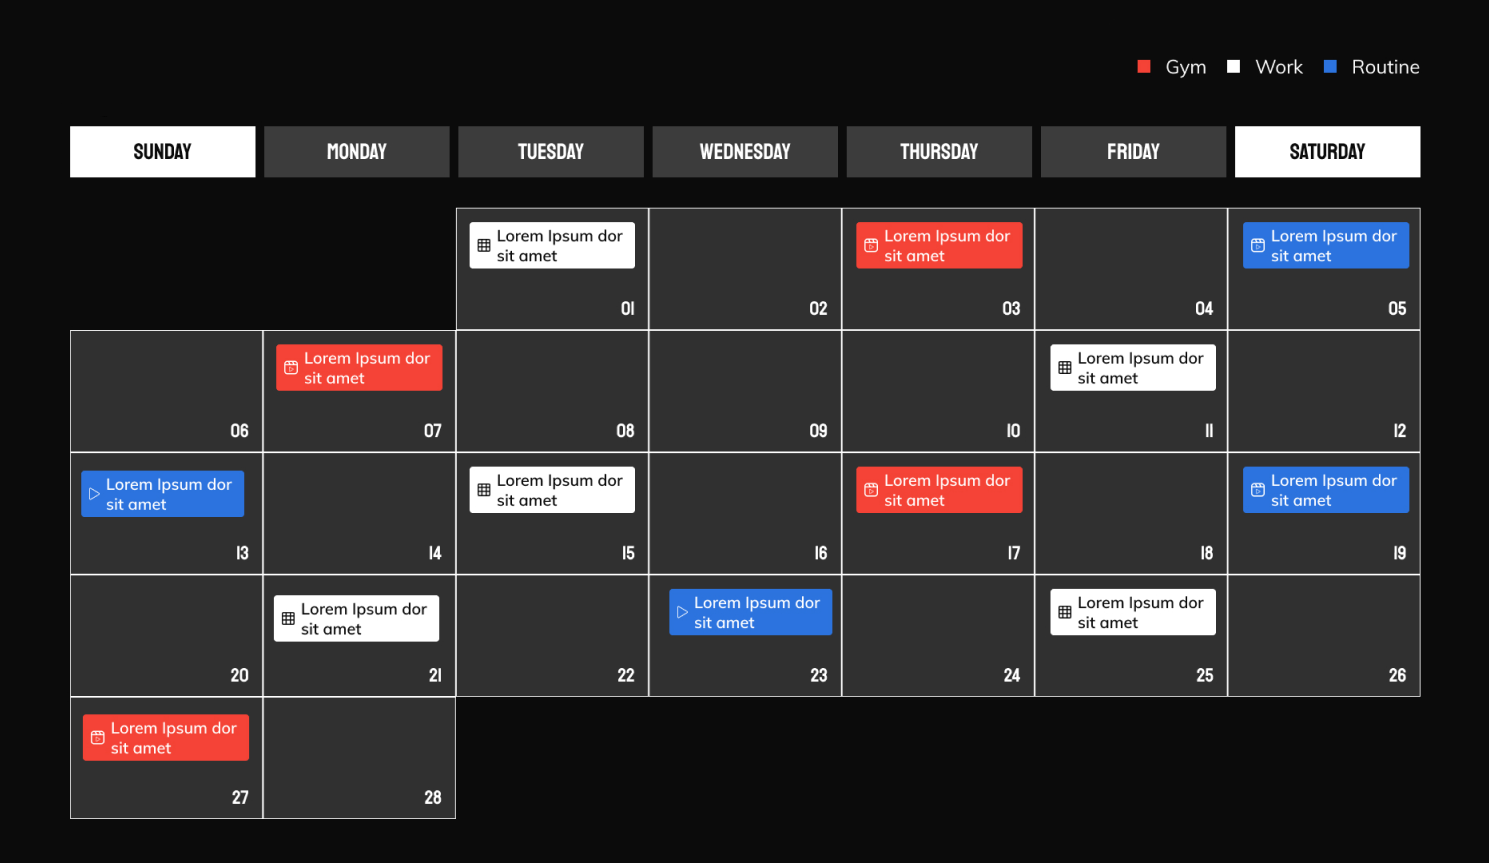 Gym Work Routine
SUNDAY MONDAY TUESDAY WEDNESDAY THURSDAY FRIDAY SATURDAY
Lorem Ipsum dor
sit amet
01
02
Lorem Ipsum dor
sit amet
03
04
Lorem Ipsum dor
sit amet
05
06
Lorem Ipsum dor
sit amet
07
08
09
10
Lorem Ipsum dor
sit amet
11
12
Lorem Ipsum dor
sit amet
13
14
Lorem Ipsum dor
sit amet
15
16
Lorem Ipsum dor
sit amet
17
18
Lorem Ipsum dor
sit amet
19
20
Lorem Ipsum dor
sit amet
21
22
Lorem Ipsum dor
sit amet
23
24
Lorem Ipsum dor
sit amet
25
26
Lorem Ipsum dor
sit amet
27
28